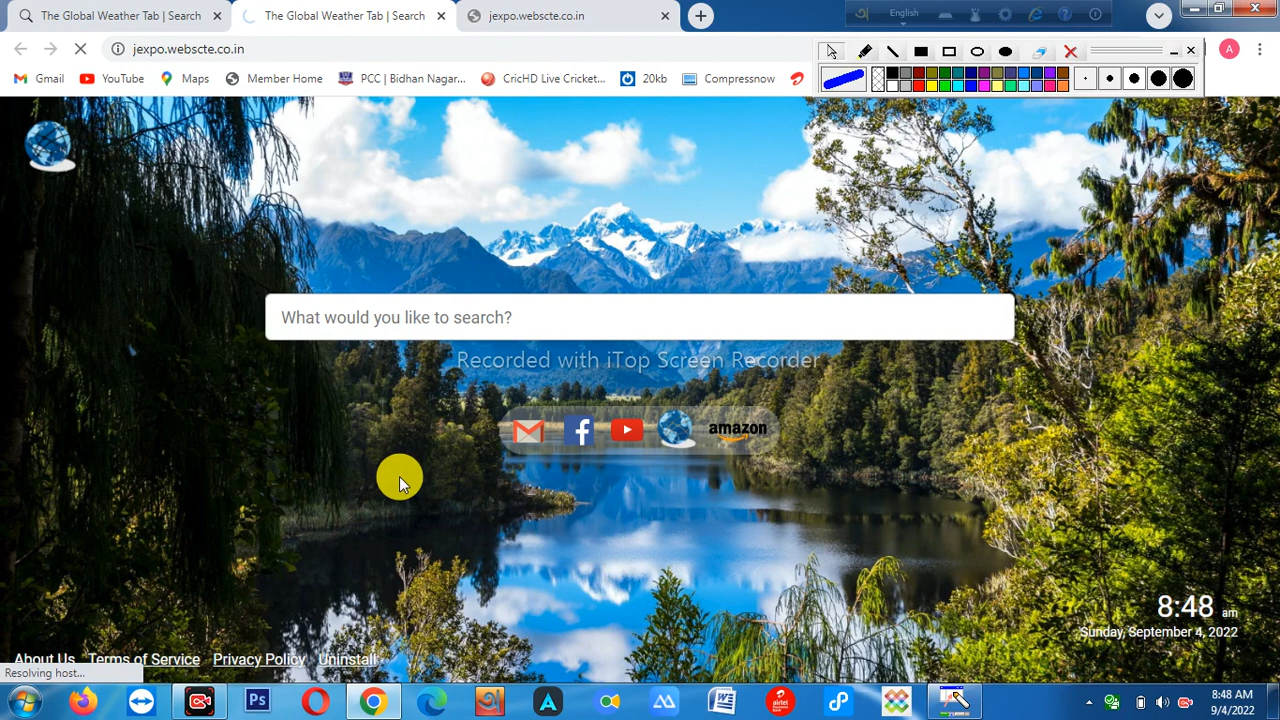 The Global Weather Tab | Search
The Global Weather Tab | Search
jexpo.webscte.co.in
English
jexpo.webscte.co.in
A
Gmail
YouTube
Maps
Member Home
PCC | Bidhan Nagar...
CricHD Live Cricket...
20kb
Compressnow
What would you like to search?
Recorded with iTop Screen Recorder
amazon
8:48 am
Sunday, September 4, 2022
About Us
Terms of Service
Privacy Policy
Uninstall
Resolving host...
Ps
airtel
8:48 AM
9/4/2022